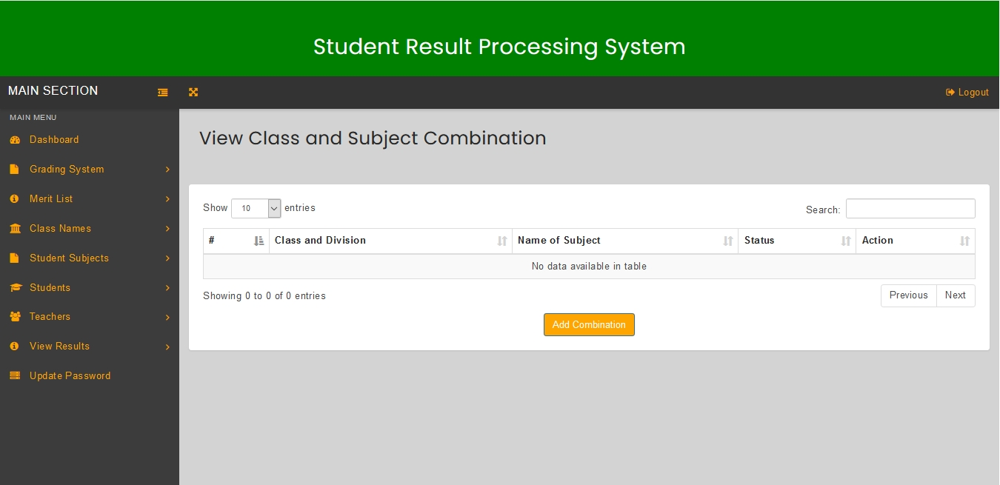 Student Result Processing System
MAIN SECTION
Logout
MAIN MENU
Dashboard
Grading System
Merit List
Class Names
Student Subjects
Students
Teachers
View Results
Update Password
View Class and Subject Combination
Show 10 entries
Search:
# Class and Division Name of Subject Status Action
No data available in table
Showing 0 to 0 of 0 entries
Previous Next
Add Combination